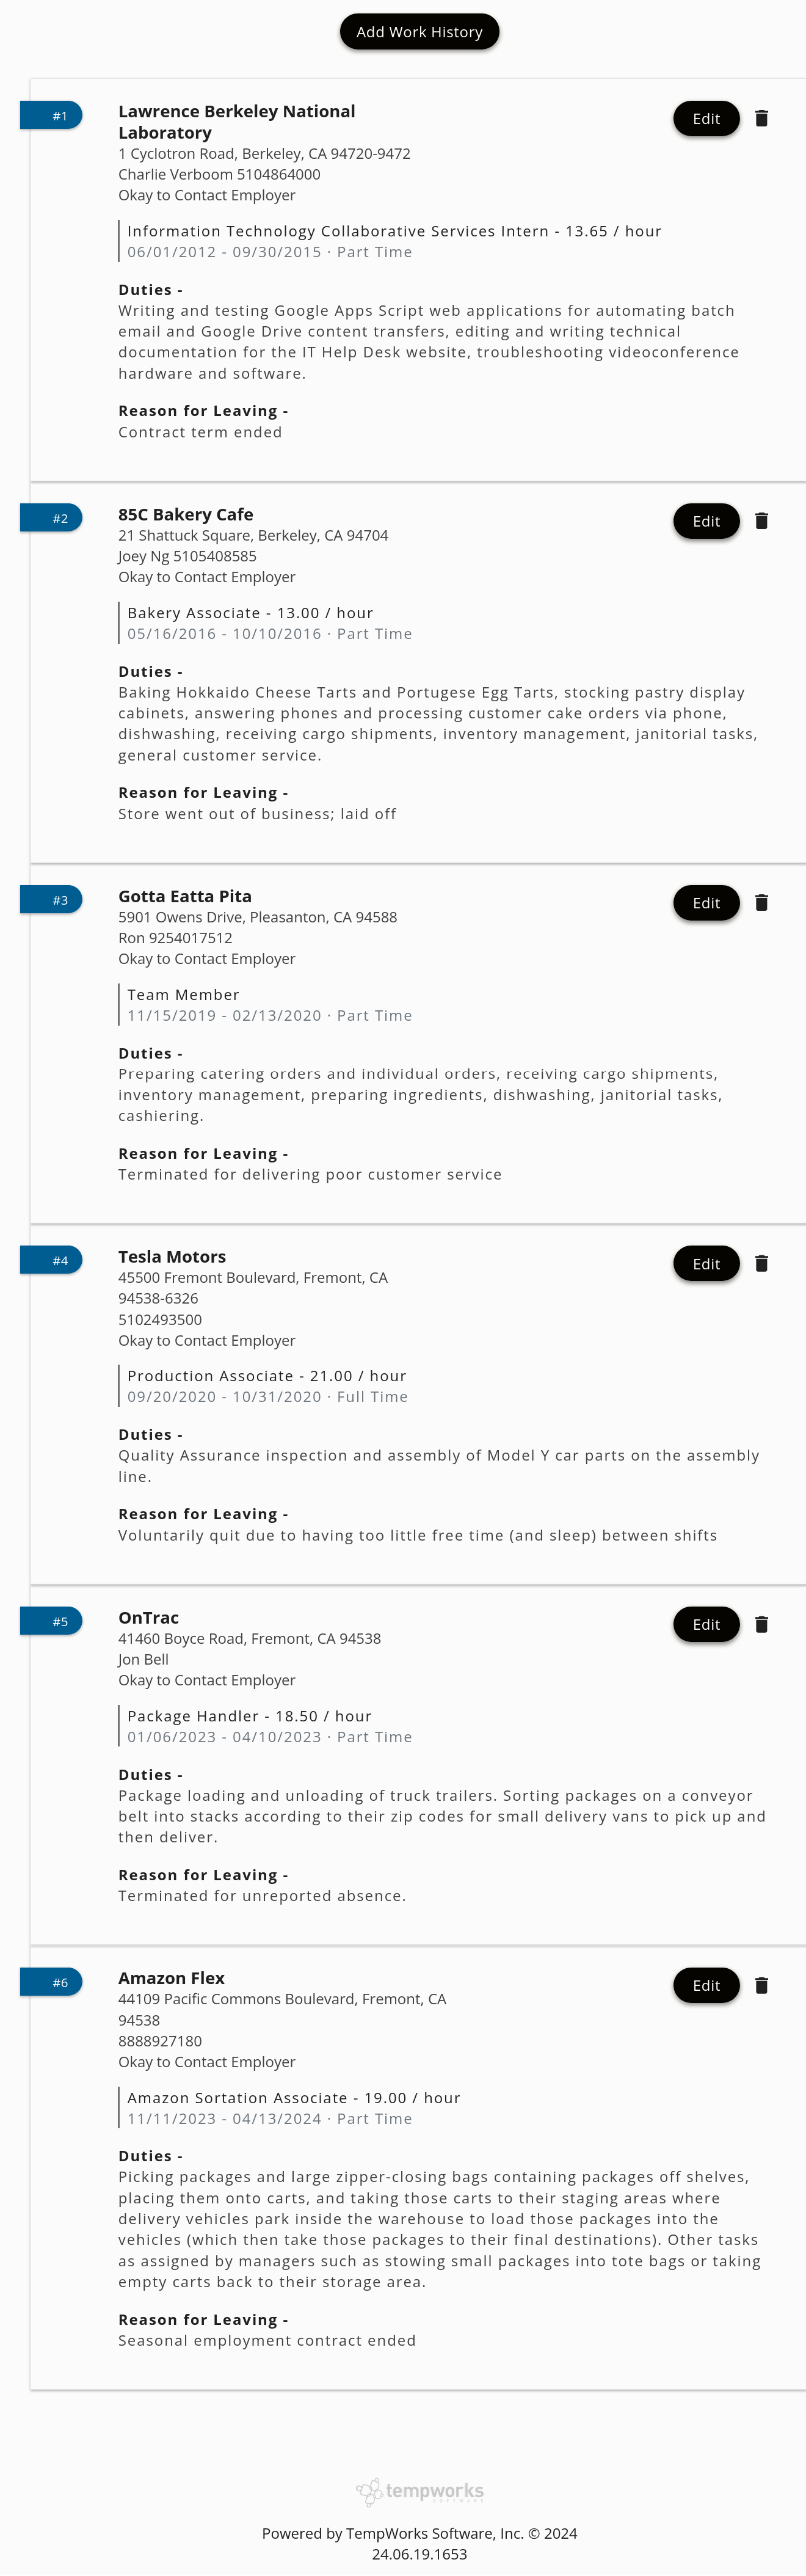 Add Work History
#1
Lawrence Berkeley National
Laboratory
Edit
1 Cyclotron Road, Berkeley, CA 94720-9472
Charlie Verboom 5104864000
Okay to Contact Employer
Information Technology Collaborative Services Intern - 13.65 / hour
06/01/2012 - 09/30/2015 · Part Time
Duties -
Writing and testing Google Apps Script web applications for automating batch
email and Google Drive content transfers, editing and writing technical
documentation for the IT Help Desk website, troubleshooting videoconference
hardware and software.
Reason for Leaving -
Contract term ended
#2
85C Bakery Cafe
Edit
21 Shattuck Square, Berkeley, CA 94704
Joey Ng 5105408585
Okay to Contact Employer
Bakery Associate - 13.00 / hour
05/16/2016 - 10/10/2016 · Part Time
Duties -
Baking Hokkaido Cheese Tarts and Portugese Egg Tarts, stocking pastry display
cabinets, answering phones and processing customer cake orders via phone,
dishwashing, receiving cargo shipments, inventory management, janitorial tasks,
general customer service.
Reason for Leaving -
Store went out of business; laid off
#3
Gotta Eatta Pita
Edit
5901 Owens Drive, Pleasanton, CA 94588
Ron 9254017512
Okay to Contact Employer
Team Member
11/15/2019 - 02/13/2020 · Part Time
Duties -
Preparing catering orders and individual orders, receiving cargo shipments,
inventory management, preparing ingredients, dishwashing, janitorial tasks,
cashiering.
Reason for Leaving -
Terminated for delivering poor customer service
#4
Tesla Motors
Edit
45500 Fremont Boulevard, Fremont, CA
94538-6326
5102493500
Okay to Contact Employer
Production Associate - 21.00 / hour
09/20/2020 - 10/31/2020 · Full Time
Duties -
Quality Assurance inspection and assembly of Model Y car parts on the assembly
line.
Reason for Leaving -
Voluntarily quit due to having too little free time (and sleep) between shifts
#5
OnTrac
Edit
41460 Boyce Road, Fremont, CA 94538
Jon Bell
Okay to Contact Employer
Package Handler - 18.50 / hour
01/06/2023 - 04/10/2023 · Part Time
Duties -
Package loading and unloading of truck trailers. Sorting packages on a conveyor
belt into stacks according to their zip codes for small delivery vans to pick up and
then deliver.
Reason for Leaving -
Terminated for unreported absence.
#6
Amazon Flex
Edit
44109 Pacific Commons Boulevard, Fremont, CA
94538
8888927180
Okay to Contact Employer
Amazon Sortation Associate - 19.00 / hour
11/11/2023 - 04/13/2024 · Part Time
Duties -
Picking packages and large zipper-closing bags containing packages off shelves,
placing them onto carts, and taking those carts to their staging areas where
delivery vehicles park inside the warehouse to load those packages into the
vehicles (which then take those packages to their final destinations). Other tasks
as assigned by managers such as stowing small packages into tote bags or taking
empty carts back to their storage area.
Reason for Leaving -
Seasonal employment contract ended
tempworks
SOFTWARE
Powered by TempWorks Software, Inc. © 2024
24.06.19.1653